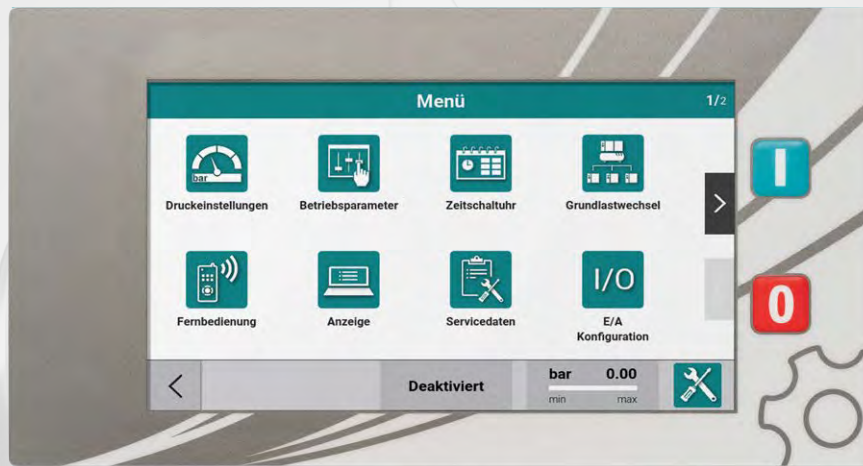 Menü
1/2
bar
Druckeinstellungen
Betriebsparameter
Zeitschaltuhr
Grundlastwechsel
Fernbedienung
Anzeige
Servicedaten
I/O
E/A
Konfiguration
Deaktiviert
bar 0.00
min max
I
0